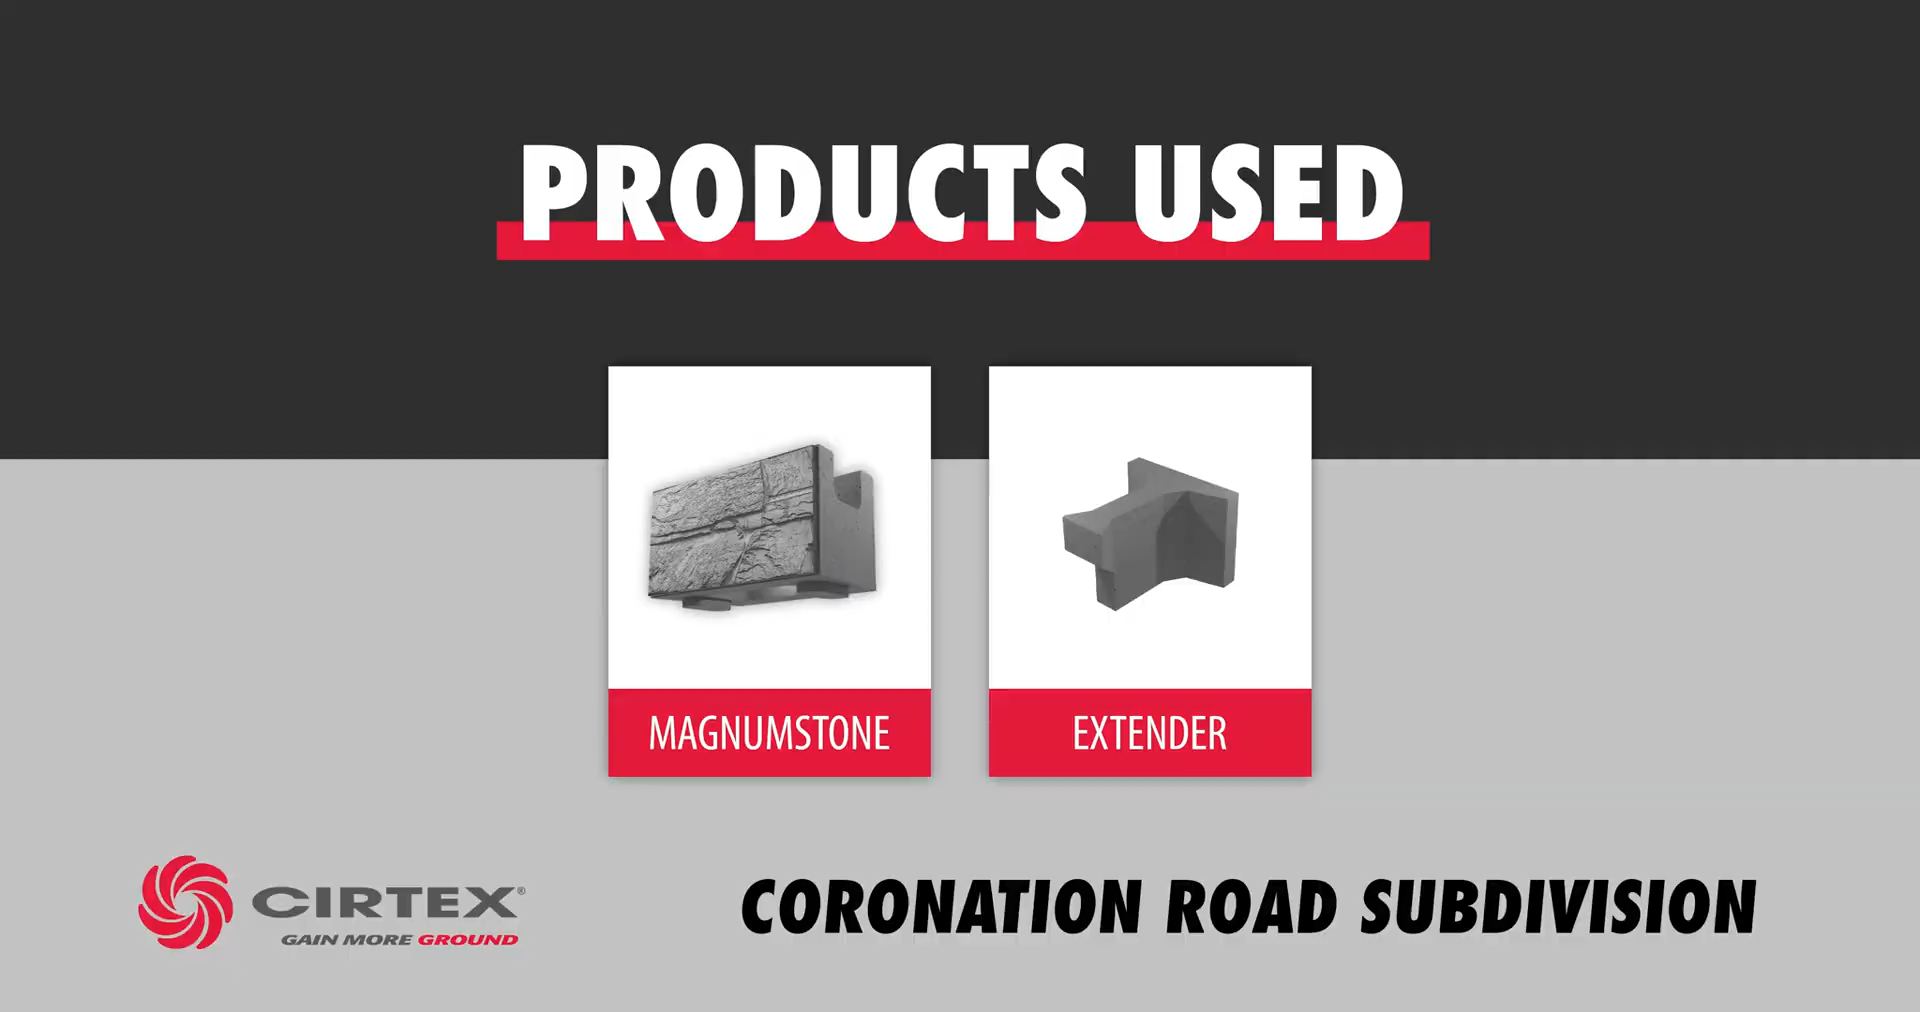 PRODUCTS USED
MAGNUMSTONE
EXTENDER
CIRTEX®
GAIN MORE GROUND
CORONATION ROAD SUBDIVISION